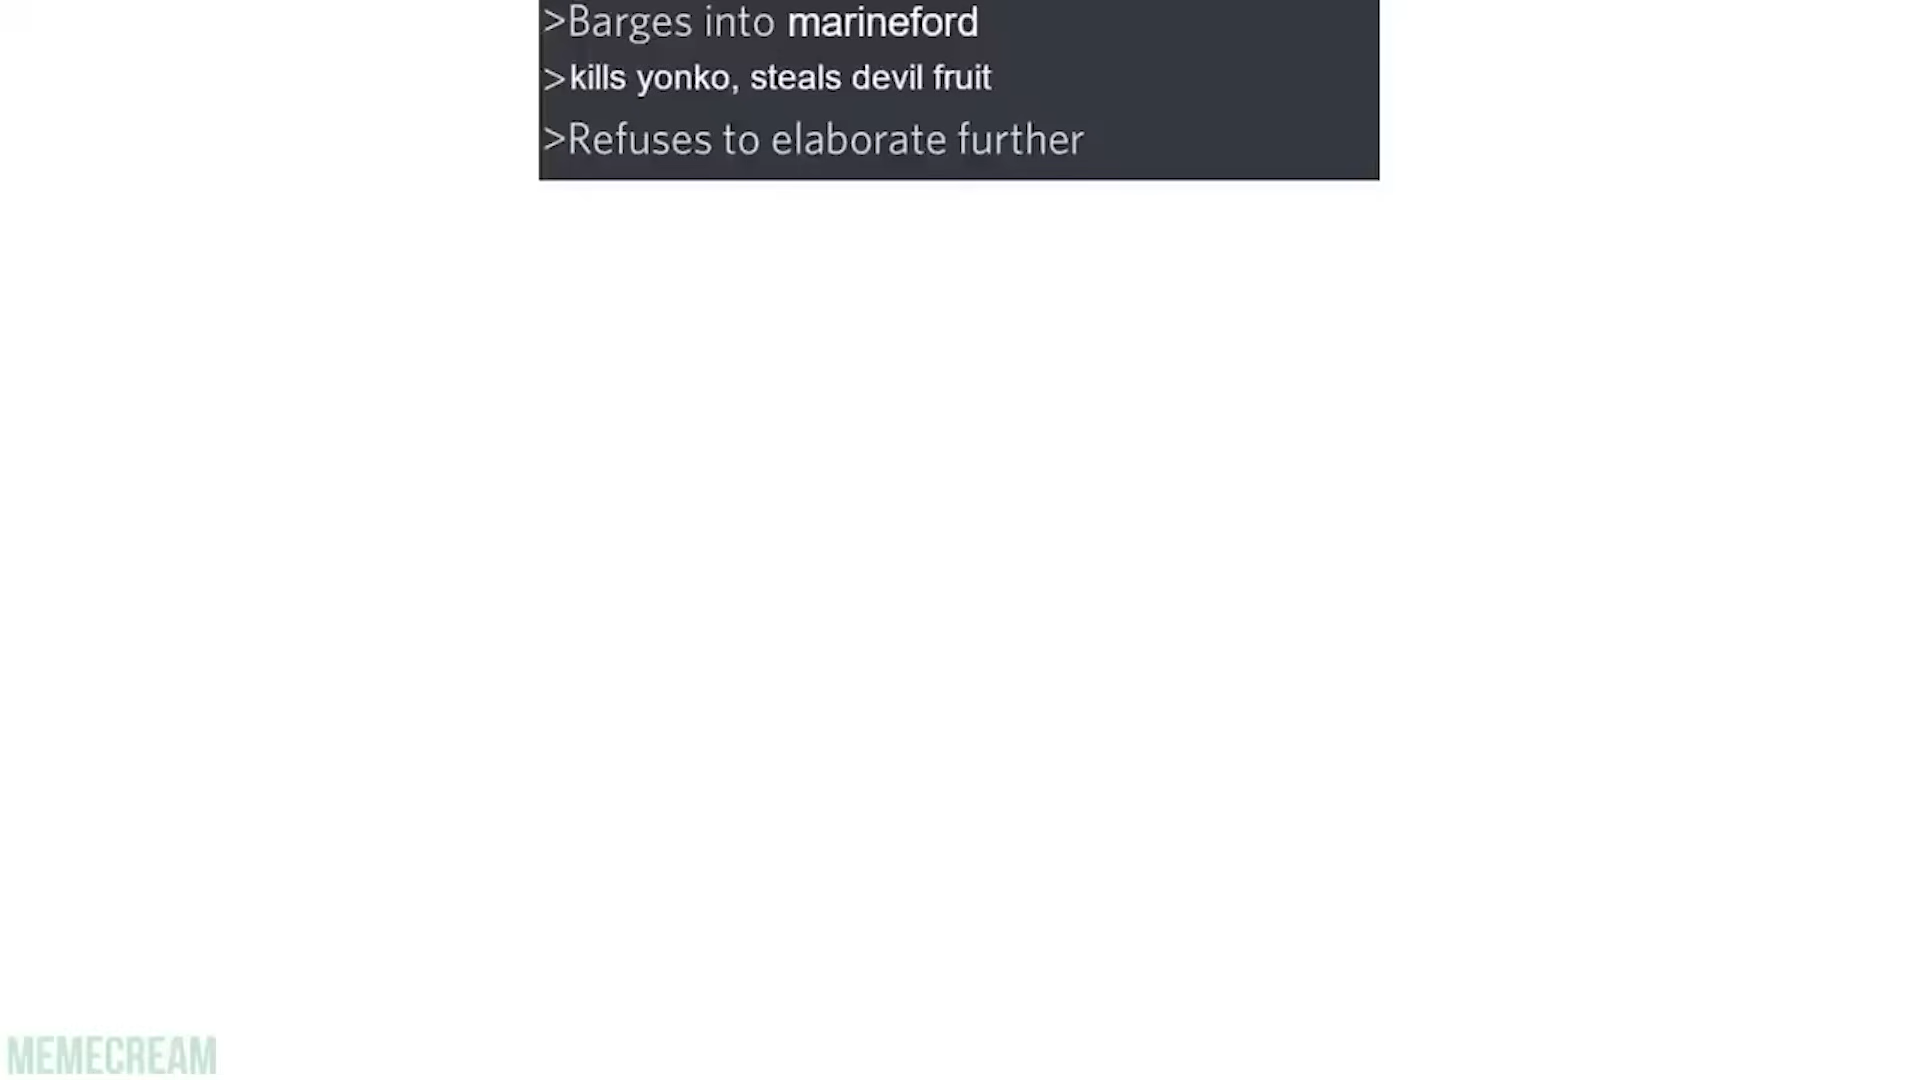 >Barges into marineford
>kills yonko, steals devil fruit
>Refuses to elaborate further
MEMECREAM